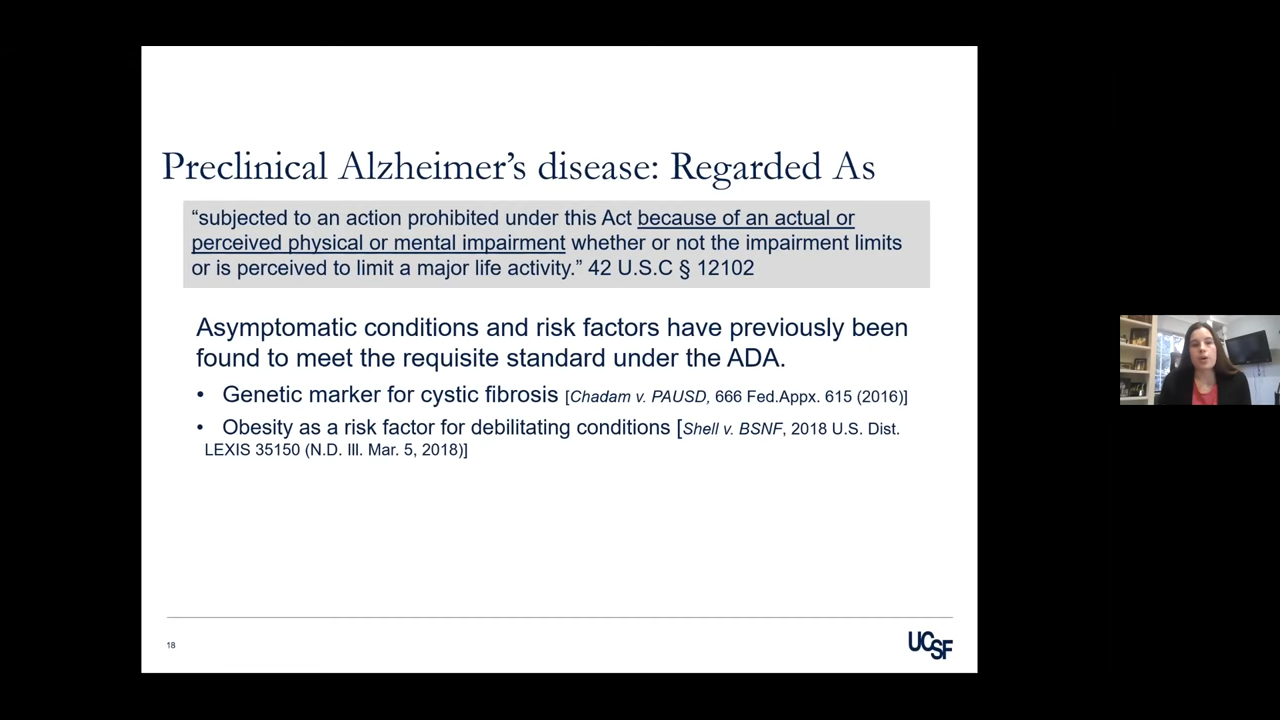 Preclinical Alzheimer’s disease: Regarded As
“subjected to an action prohibited under this Act because of an actual or
perceived physical or mental impairment whether or not the impairment limits
or is perceived to limit a major life activity.” 42 U.S.C § 12102
Asymptomatic conditions and risk factors have previously been
found to meet the requisite standard under the ADA.
• Genetic marker for cystic fibrosis [Chadam v. PAUSD, 666 Fed.Appx. 615 (2016)]
• Obesity as a risk factor for debilitating conditions [Shell v. BSNF, 2018 U.S. Dist.
LEXIS 35150 (N.D. Ill. Mar. 5, 2018)]
18
UCSF